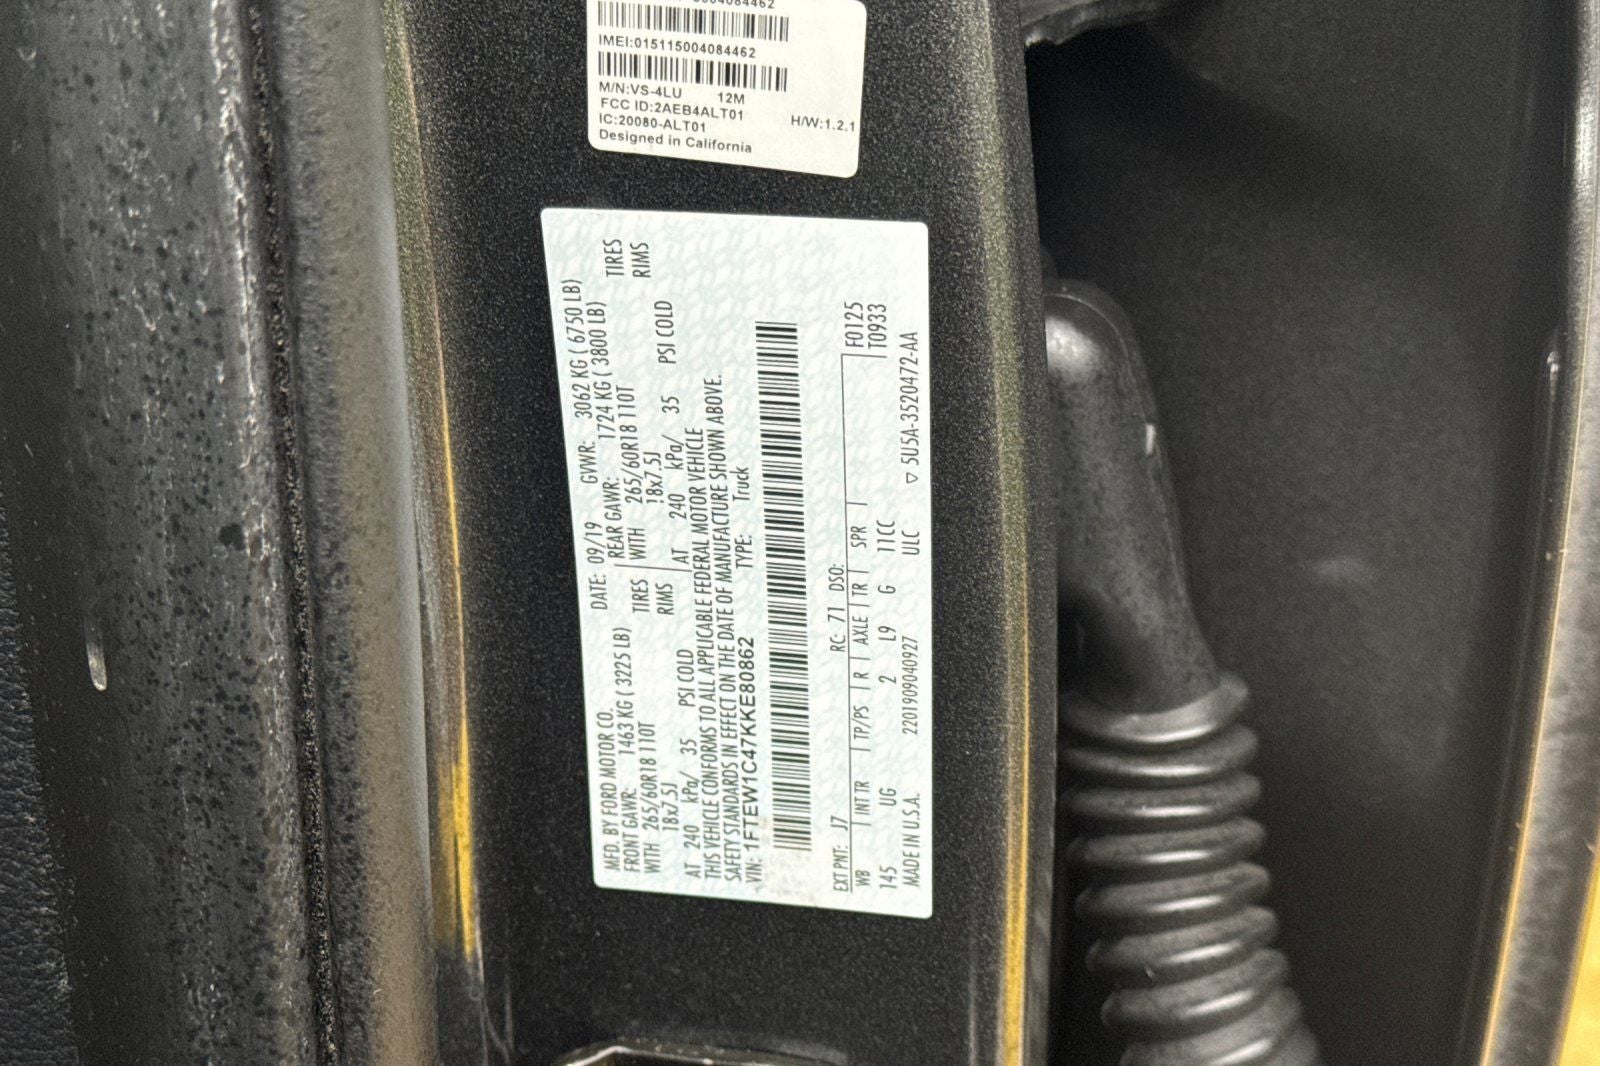 IMEI:015115004084462
M/N:VS-4LU 12M
FCC ID:2AEB4ALT01
IC:20080-ALT01 H/W:1.2.1
Designed in California
MFD. BY FORD MOTOR CO. DATE: 09/19 GVWR: 3062 KG ( 6750 LB)
FRONT GAWR: 1463 KG ( 3225 LB) REAR GAWR: 1724 KG ( 3800 LB)
WITH 265/60R18 110T TIRES WITH 265/60R18 110T TIRES
18x7.5J RIMS 18x7.5J RIMS
AT 240 kPa/ 35 PSI COLD AT 240 kPa/ 35 PSI COLD
THIS VEHICLE CONFORMS TO ALL APPLICABLE FEDERAL MOTOR VEHICLE
SAFETY STANDARDS IN EFFECT ON THE DATE OF MANUFACTURE SHOWN ABOVE.
VIN: 1FTEW1C47KKE80862 TYPE: Truck
EXT PNT: J7 RC: 71 DSO: F0125
WB INT TR TP/PS R AXLE TR SPR T0933
145 UG 2 L9 G 11CC
MADE IN U.S.A. 2201909040927 ULC ▽ 5U5A-3520472-AA